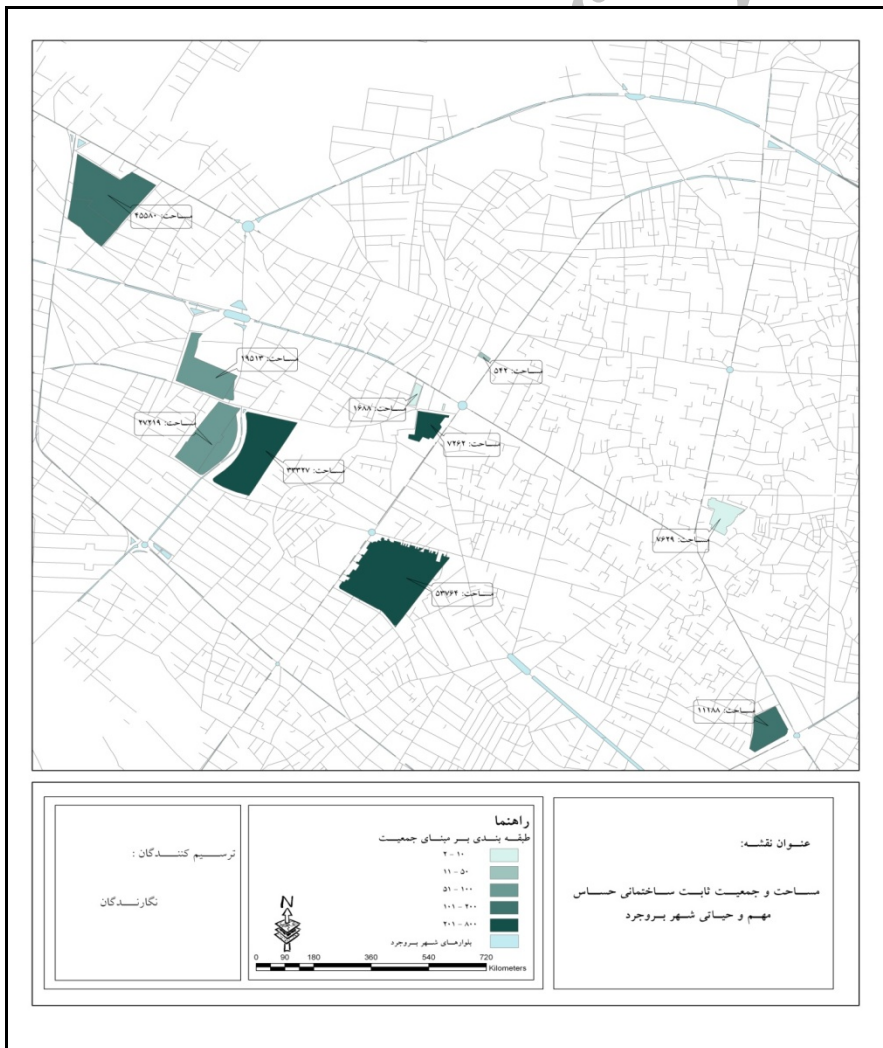 مساحت: ۴۵۵۸۰
مساحت: ۱۹۵۱۳
مساحت: ۵۴۲
مساحت: ۱۶۸۸
مساحت: ۲۷۲۱۹
مساحت: ۷۲۶۲
مساحت: ۳۳۳۲۷
مساحت: ۷۶۲۹
مساحت: ۵۳۷۶۴
مساحت: ۱۱۲۸۸
عنوان نقشه:
مساحت و جمعیت ثابت ساختمانی حساس
مهم و حیاتی شهر بروجرد
راهنما
طبقه بندی بر مبنای جمعیت
۲ - ۱۰
۱۱ - ۵۰
۵۱ - ۱۰۰
۱۰۱ - ۲۰۰
۲۰۱ - ۸۰۰
بلوارهای شهر بروجرد
N
0 90 180 360 540 720
Kilometers
ترسیم کنندگان :
نگارندگان